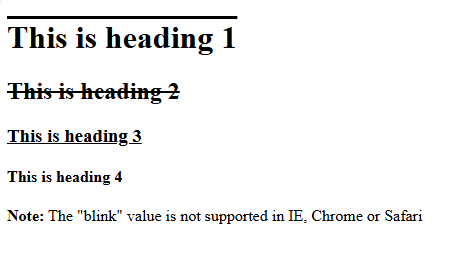 This is heading 1
This is heading 2
This is heading 3
This is heading 4
Note: The "blink" value is not supported in IE, Chrome or Safari